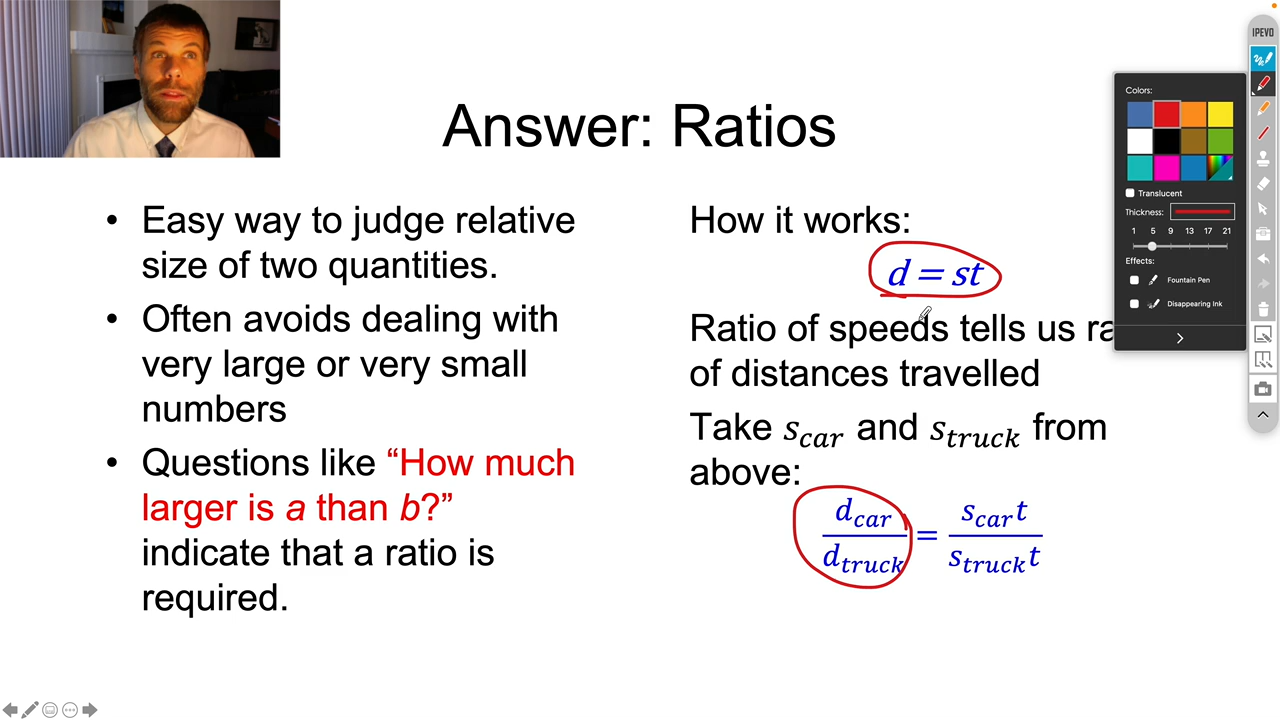 Answer: Ratios
• Easy way to judge relative
size of two quantities.
• Often avoids dealing with
very large or very small
numbers
• Questions like “How much
larger is a than b?”
indicate that a ratio is
required.
How it works:
d = st
Ratio of speeds tells us ra
of distances travelled
Take s_car and s_truck from
above:
d_car / d_truck = s_car t / s_truck t
IPEVO
Colors:
Translucent
Thickness:
1 5 9 13 17 21
Effects:
Fountain Pen
Disappearing Ink